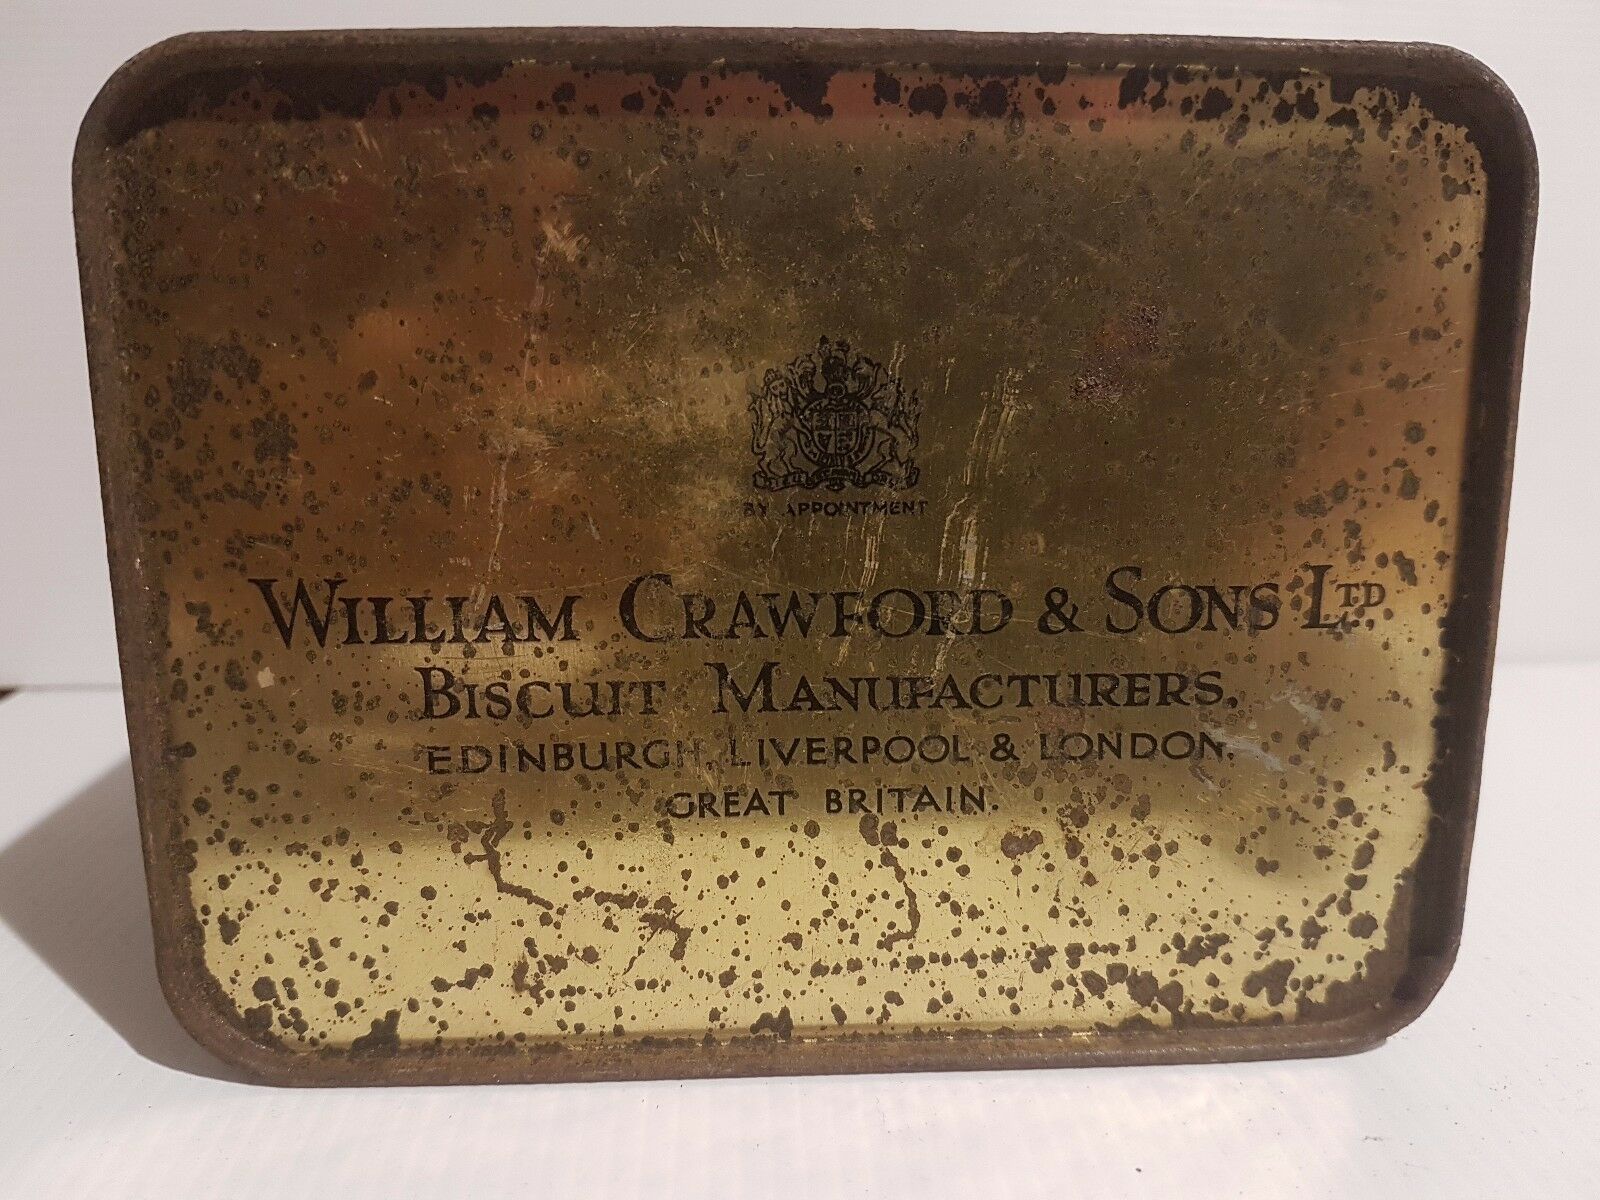 BY APPOINTMENT
WILLIAM CRAWFORD & SONS LTD
BISCUIT MANUFACTURERS.
EDINBURGH, LIVERPOOL & LONDON.
GREAT BRITAIN.